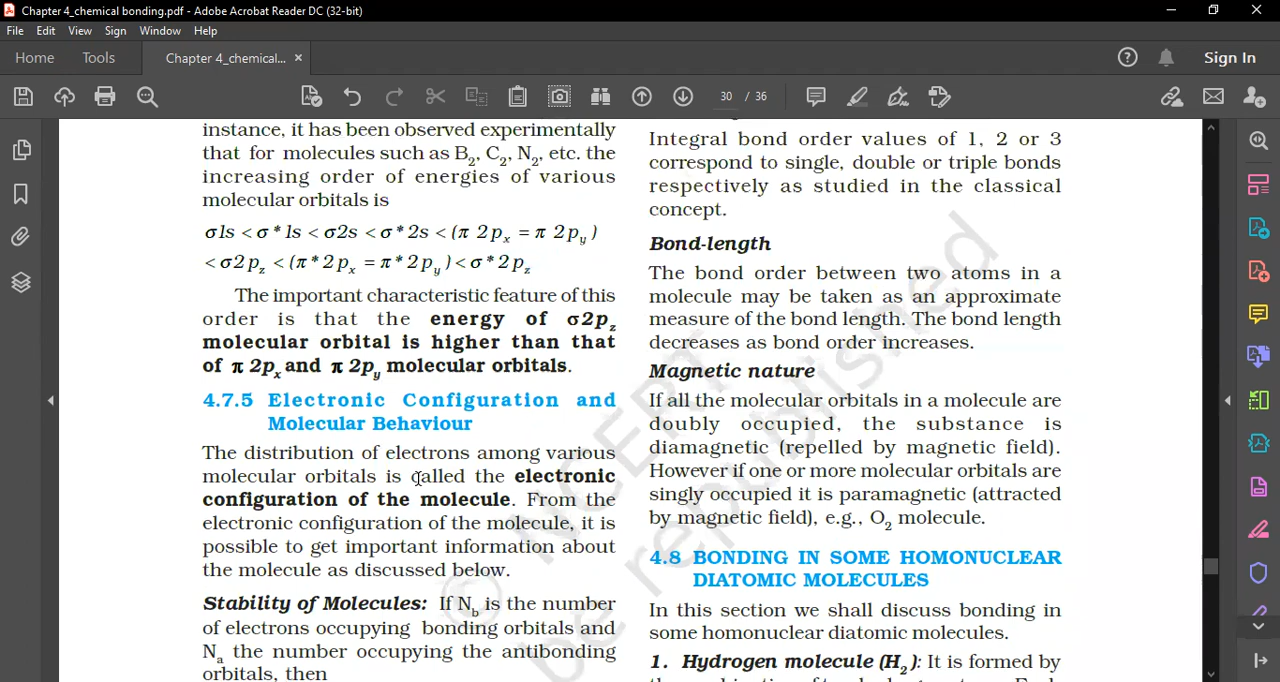 Chapter 4_chemical bonding.pdf - Adobe Acrobat Reader DC (32-bit)
File Edit View Sign Window Help
Home Tools Chapter 4_chemical... × Sign In
30 / 36
instance, it has been observed experimentally
that for molecules such as B₂, C₂, N₂, etc. the
increasing order of energies of various
molecular orbitals is
σ1s < σ*1s < σ2s < σ*2s < (π 2pₓ = π 2p_y)
< σ2p_z < (π*2pₓ = π*2p_y) < σ*2p_z
The important characteristic feature of this
order is that the energy of σ2p_z
molecular orbital is higher than that
of π 2pₓ and π 2p_y molecular orbitals.
4.7.5 Electronic Configuration and
Molecular Behaviour
The distribution of electrons among various
molecular orbitals is called the electronic
configuration of the molecule. From the
electronic configuration of the molecule, it is
possible to get important information about
the molecule as discussed below.
Stability of Molecules: If N_b is the number
of electrons occupying bonding orbitals and
Nₐ the number occupying the antibonding
orbitals, then
Integral bond order values of 1, 2 or 3
correspond to single, double or triple bonds
respectively as studied in the classical
concept.
Bond-length
The bond order between two atoms in a
molecule may be taken as an approximate
measure of the bond length. The bond length
decreases as bond order increases.
Magnetic nature
If all the molecular orbitals in a molecule are
doubly occupied, the substance is
diamagnetic (repelled by magnetic field).
However if one or more molecular orbitals are
singly occupied it is paramagnetic (attracted
by magnetic field), e.g., O₂ molecule.
4.8 BONDING IN SOME HOMONUCLEAR
DIATOMIC MOLECULES
In this section we shall discuss bonding in
some homonuclear diatomic molecules.
1. Hydrogen molecule (H₂): It is formed by
© NCERT
be republished